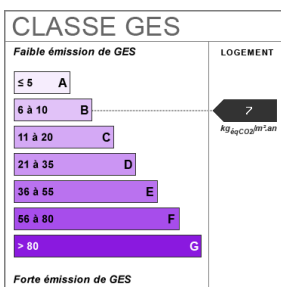 CLASSE GES
Faible émission de GES
LOGEMENT
≤ 5 A
6 à 10 B
7
kgéqCO2/m².an
11 à 20 C
21 à 35 D
36 à 55 E
56 à 80 F
> 80 G
Forte émission de GES